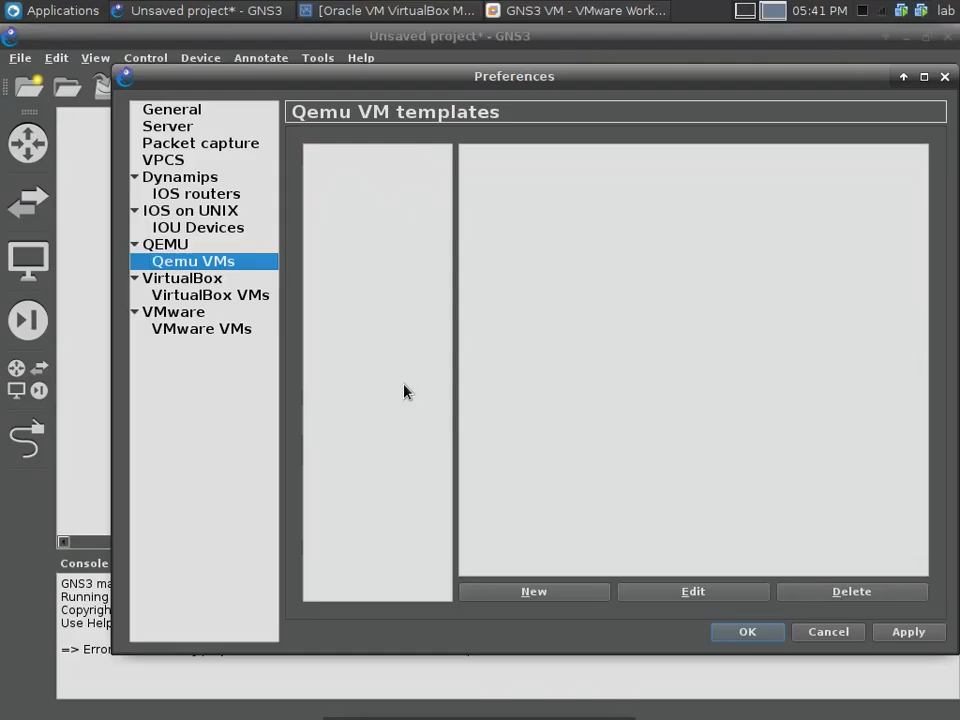 Applications
Unsaved project* - GNS3
[Oracle VM VirtualBox M...
GNS3 VM - VMware Work...
05:41 PM
lab
Unsaved project* - GNS3
File Edit View Control Device Annotate Tools Help
Preferences
General
Server
Packet capture
VPCS
Dynamips
IOS routers
IOS on UNIX
IOU Devices
QEMU
Qemu VMs
VirtualBox
VirtualBox VMs
VMware
VMware VMs
Qemu VM templates
New Edit Delete
OK Cancel Apply
Console
GNS3 ma
Running
Copyrigh
Use Help
=> Error